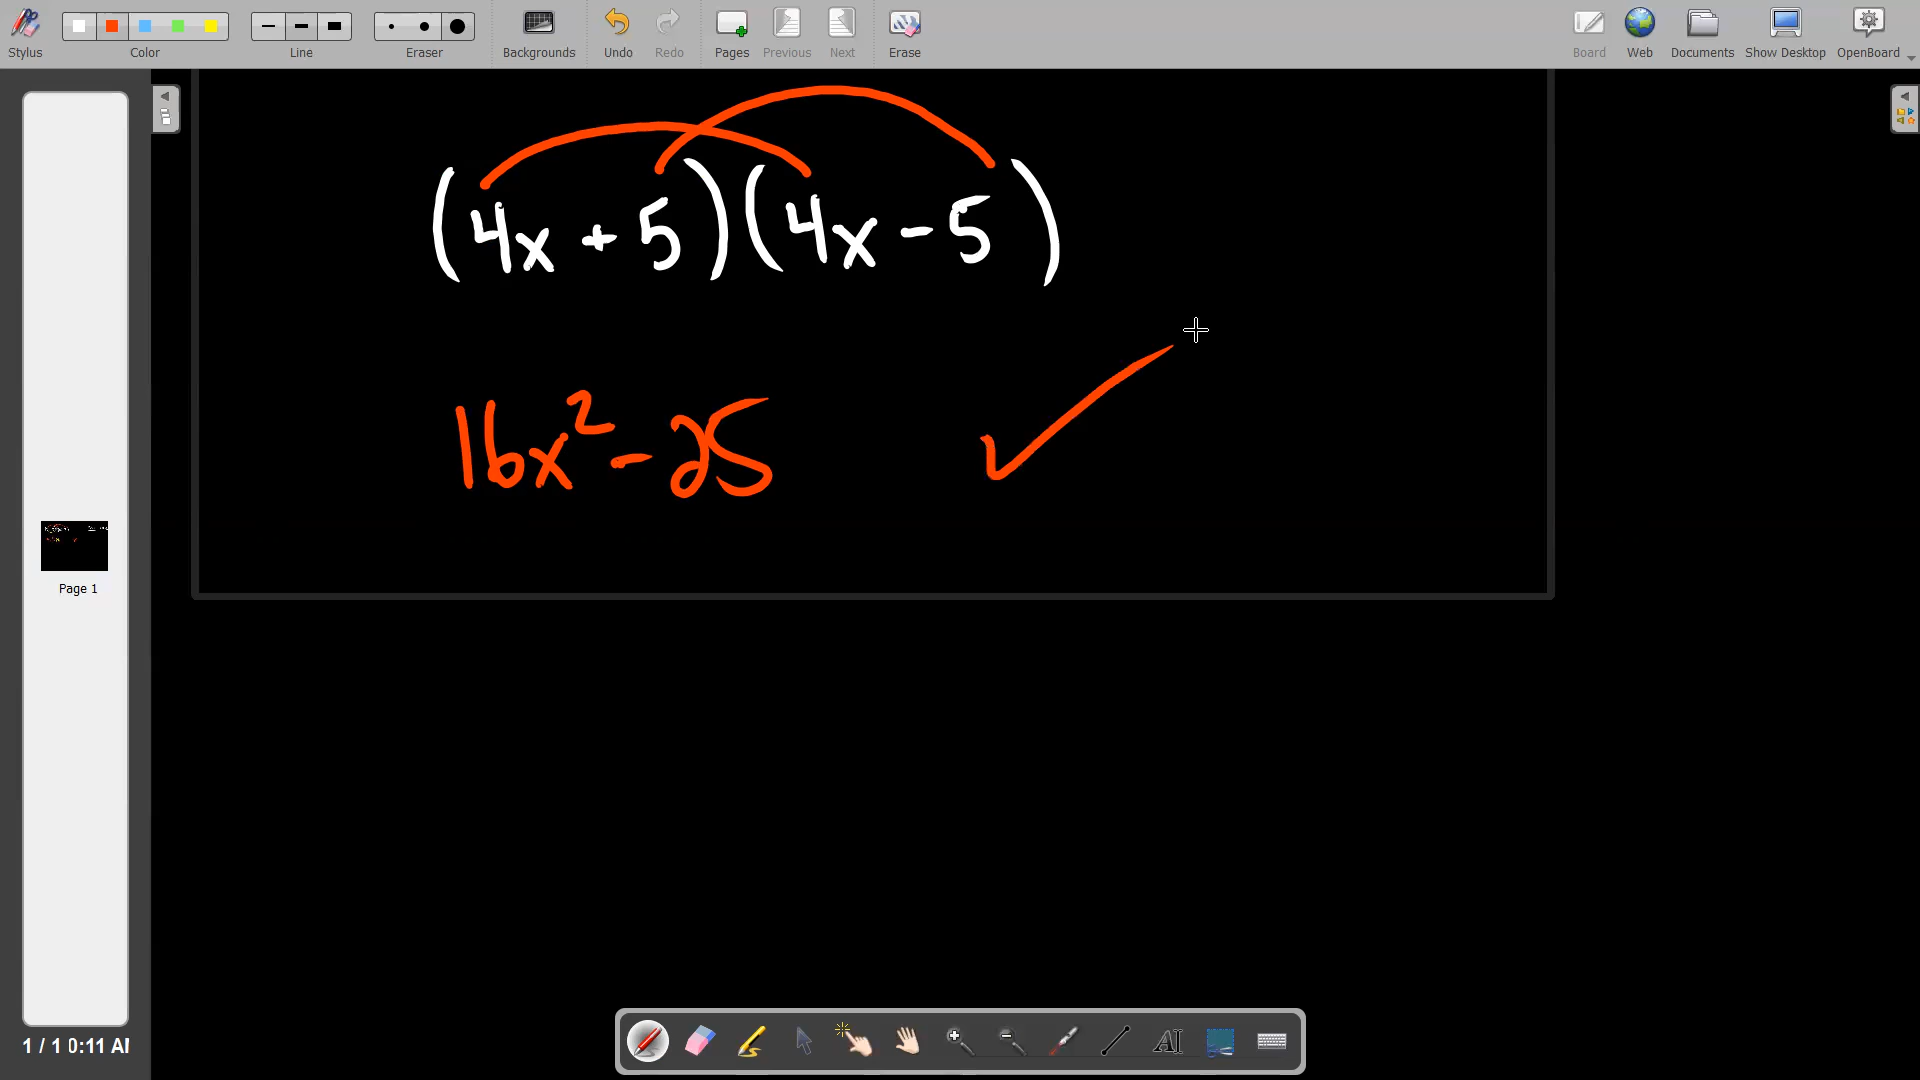 Stylus Color Line Eraser Backgrounds Undo Redo Pages Previous Next Erase Board Web Documents Show Desktop OpenBoard
(4x + 5)(4x - 5)
16x² - 25
Page 1
1 / 1 0:11 AM
AI